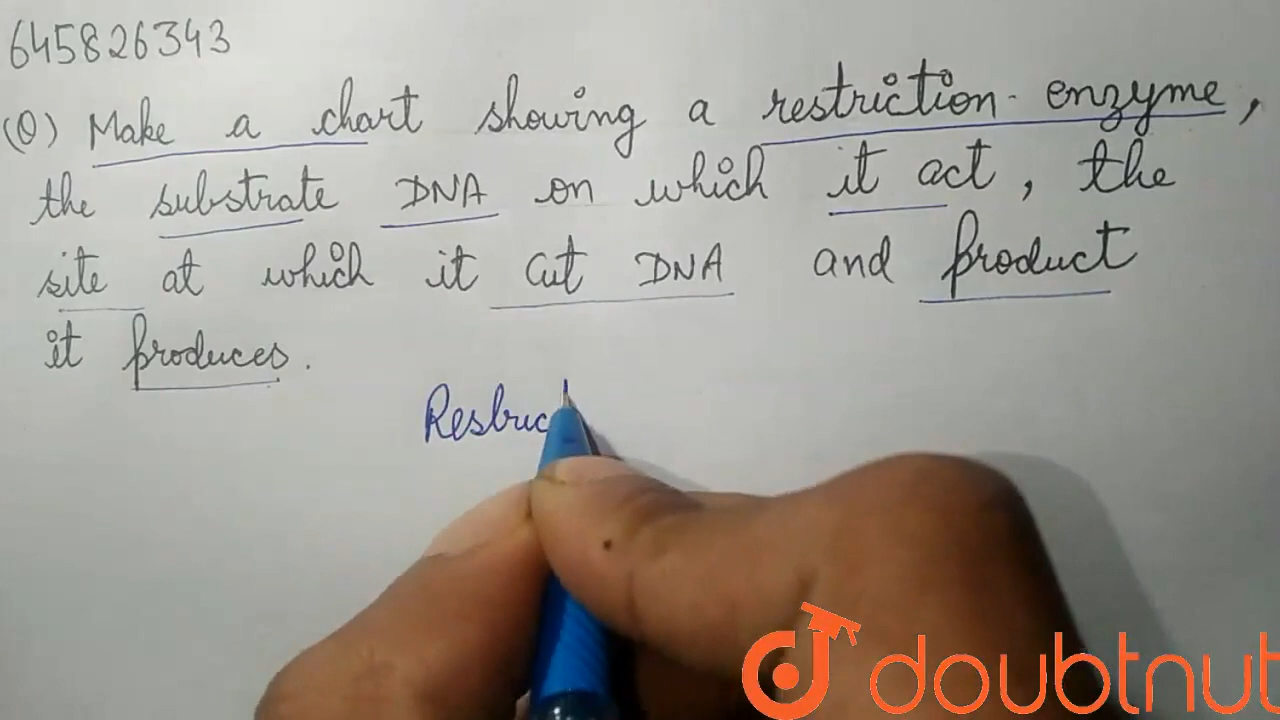 645826343
(Q) Make a chart showing a restriction enzyme,
the substrate DNA on which it act, the
site at which it cut DNA and product
it produces.
Restric
doubtnut